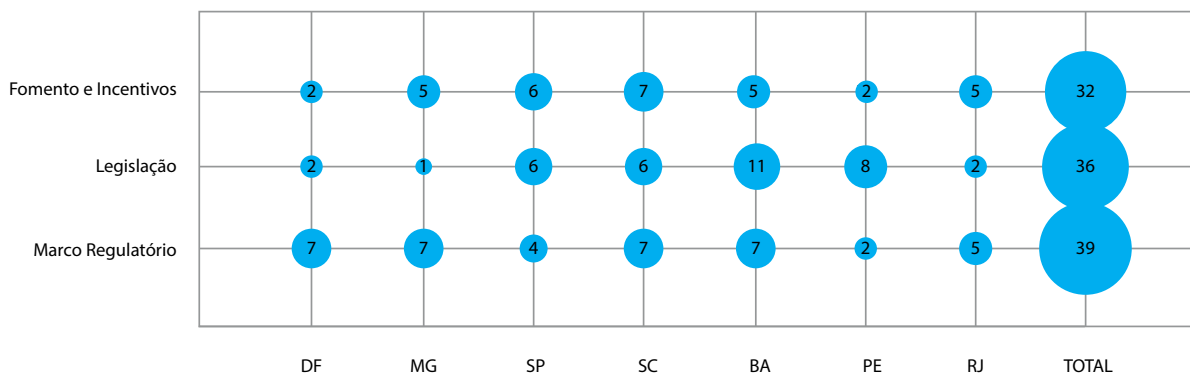 Fomento e Incentivos 2 5 6 7 5 2 5 32
Legislação 2 1 6 6 11 8 2 36
Marco Regulatório 7 7 4 7 7 2 5 39
DF MG SP SC BA PE RJ TOTAL